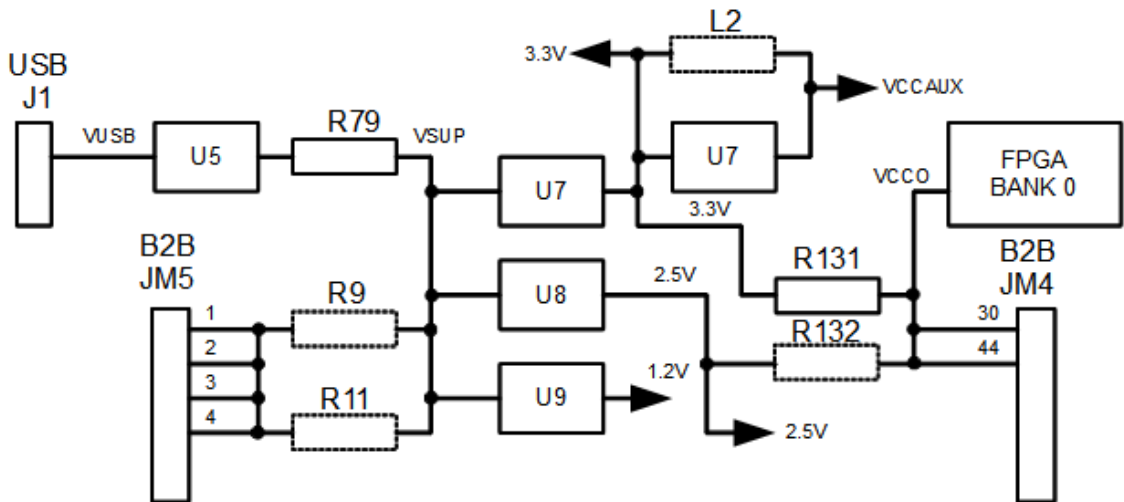 L2
3.3V
VCCAUX
USB
J1
VUSB
U5
R79
VSUP
U7
U7
3.3V
VCCO
FPGA
BANK 0
B2B
JM5
1
2
3
4
R9
R11
U8
2.5V
U9
1.2V
2.5V
R131
R132
B2B
JM4
30
44